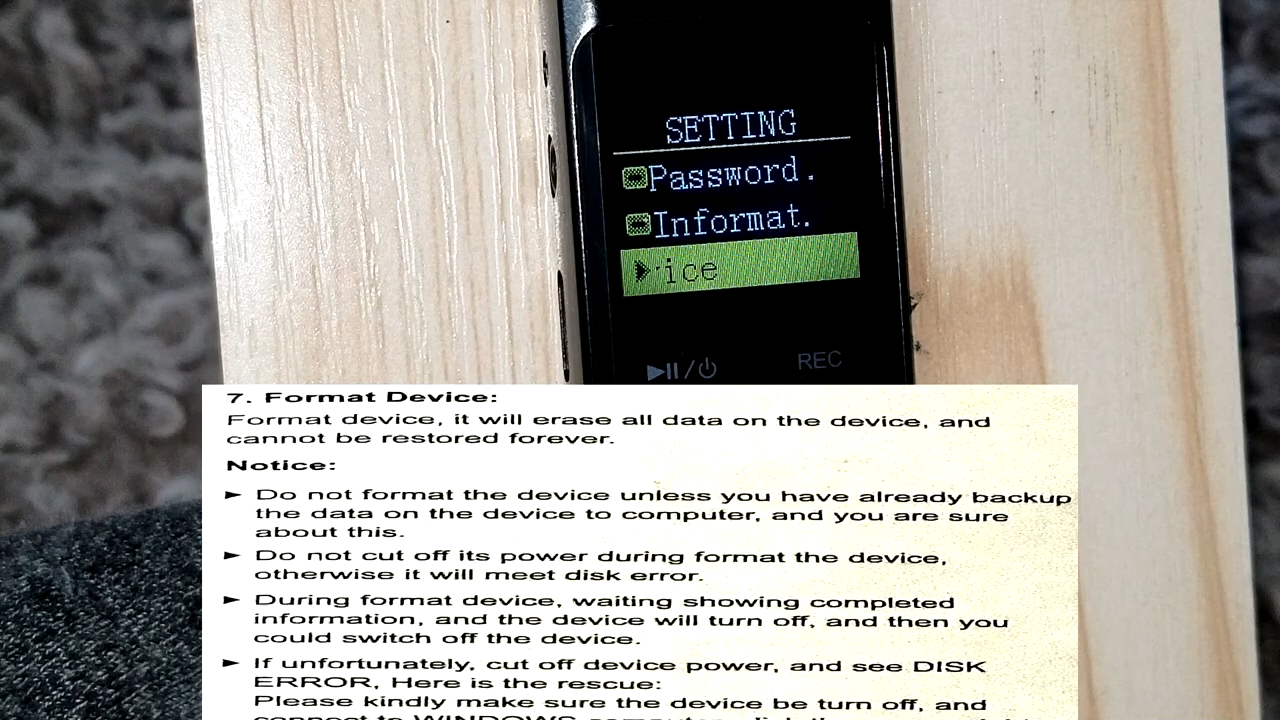 SETTING
Password.
Informat.
ice
REC
7. Format Device:
Format device, it will erase all data on the device, and
cannot be restored forever.
Notice:
► Do not format the device unless you have already backup
the data on the device to computer, and you are sure
about this.
► Do not cut off its power during format the device,
otherwise it will meet disk error.
► During format device, waiting showing completed
information, and the device will turn off, and then you
could switch off the device.
► If unfortunately, cut off device power, and see DISK
ERROR, Here is the rescue:
Please kindly make sure the device be turn off, and
connect to WINDOWS computer